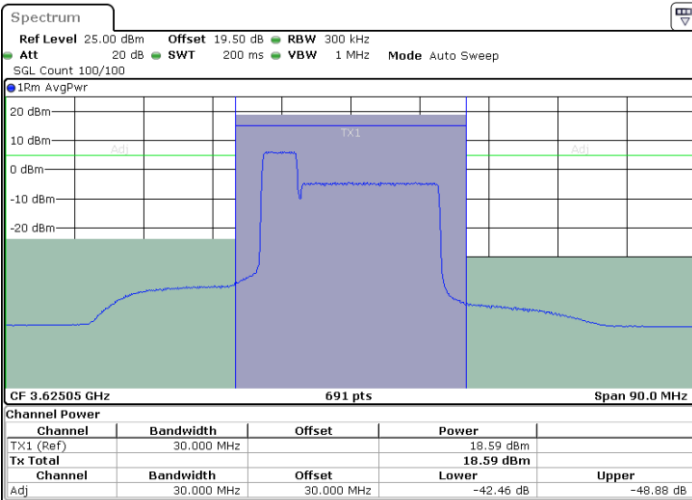 Spectrum
Ref Level 25.00 dBm Offset 19.50 dB RBW 300 kHz
Att 20 dB SWT 200 ms VBW 1 MHz Mode Auto Sweep
SGL Count 100/100
1Rm AvgPwr
20 dBm
TX1
10 dBm
Adj Adj
0 dBm
-10 dBm
-20 dBm
CF 3.62505 GHz 691 pts Span 90.0 MHz
Channel Power
Channel Bandwidth Offset Power
TX1 (Ref) 30.000 MHz 18.59 dBm
Tx Total 18.59 dBm
Channel Bandwidth Offset Lower Upper
Adj 30.000 MHz 30.000 MHz -42.46 dB -48.88 dB